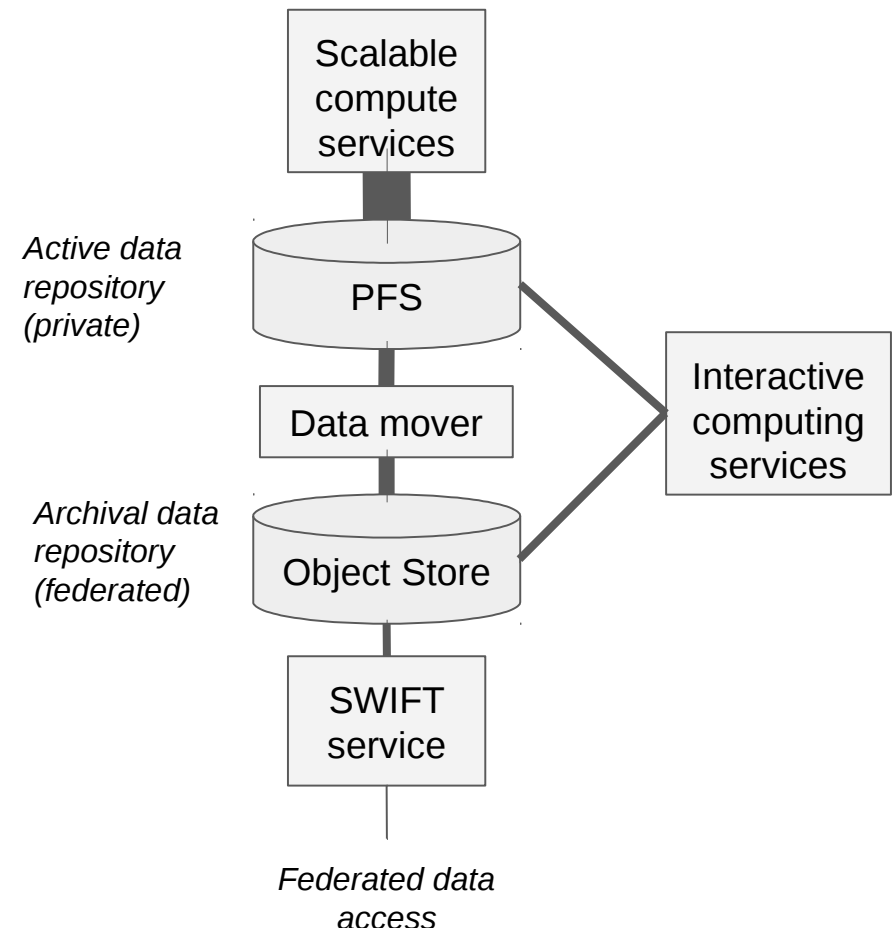 Scalable
compute
services
Active data
repository
(private)
PFS
Interactive
computing
services
Data mover
Archival data
repository
(federated)
Object Store
SWIFT
service
Federated data
access